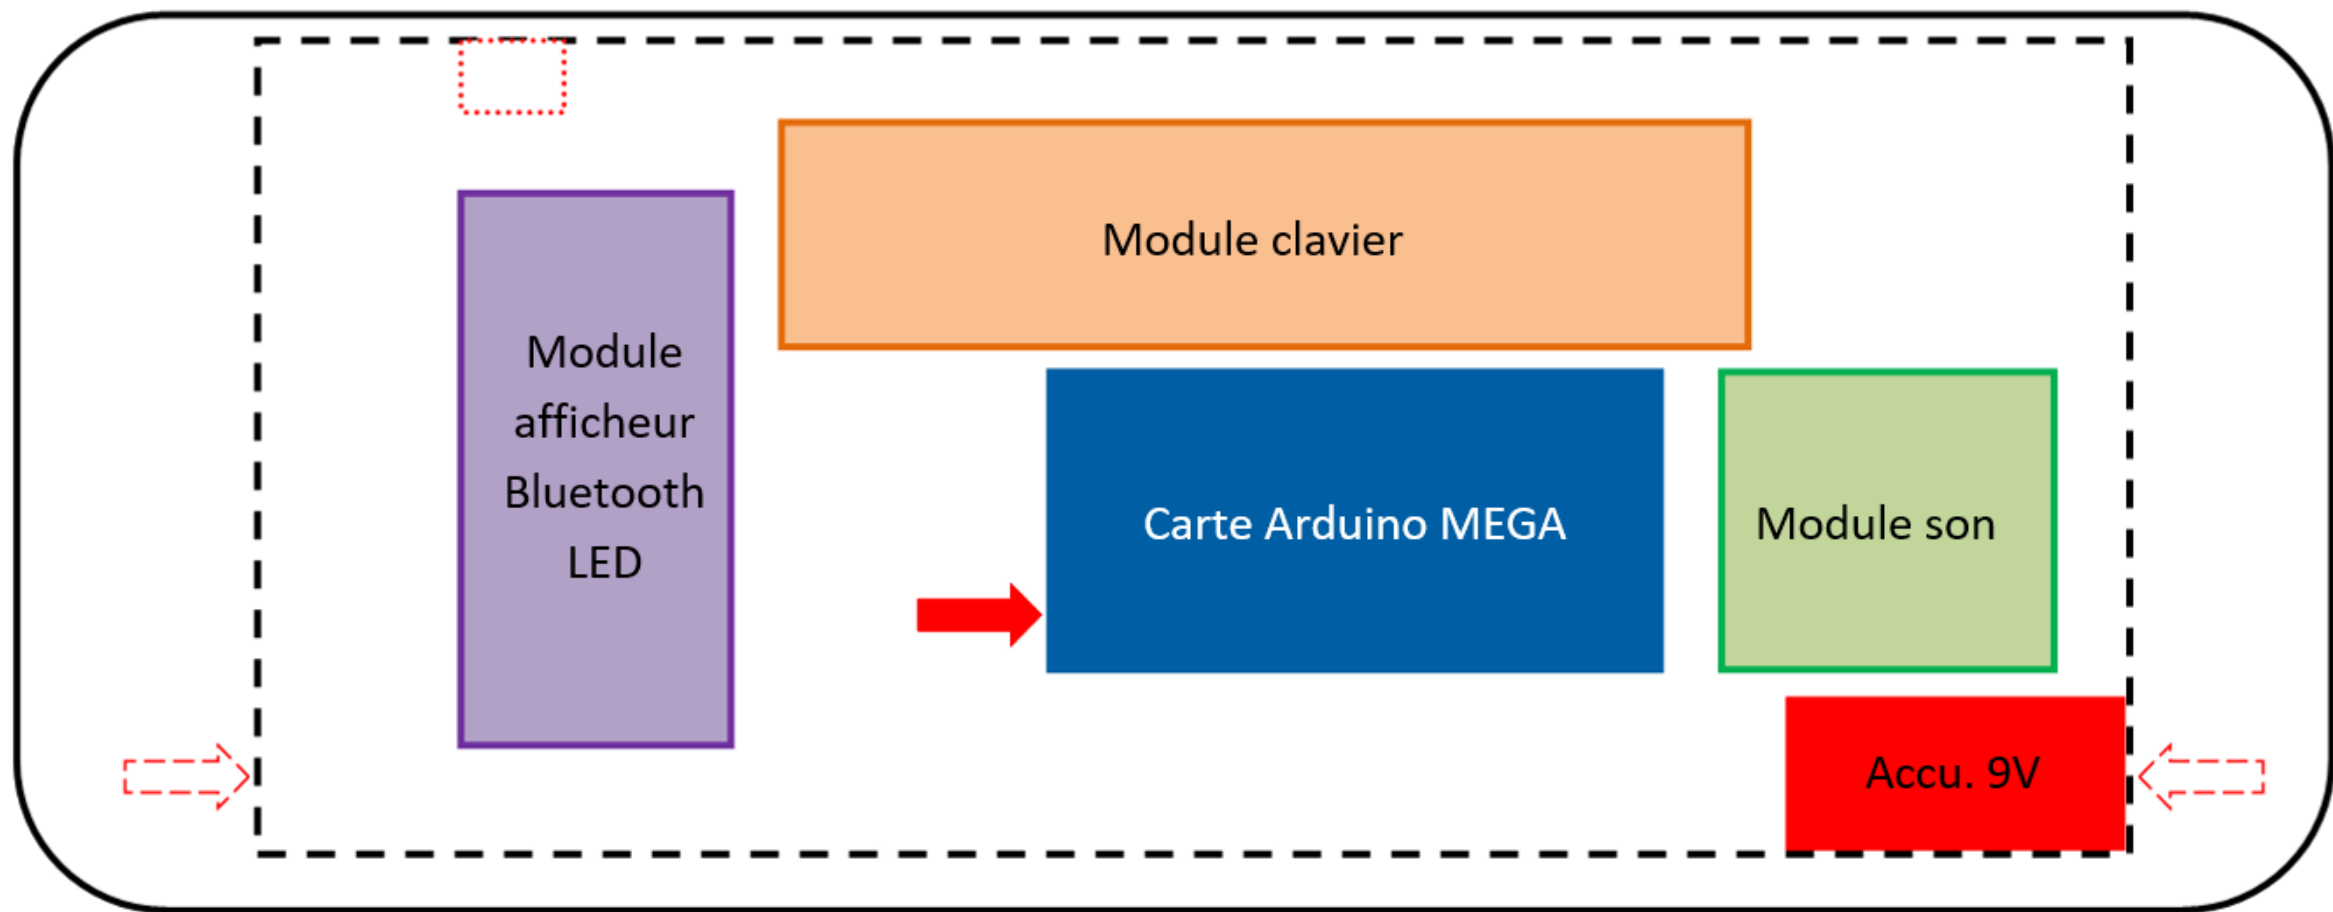 Module clavier
Module
afficheur
Bluetooth
LED
Carte Arduino MEGA
Module son
Accu. 9V